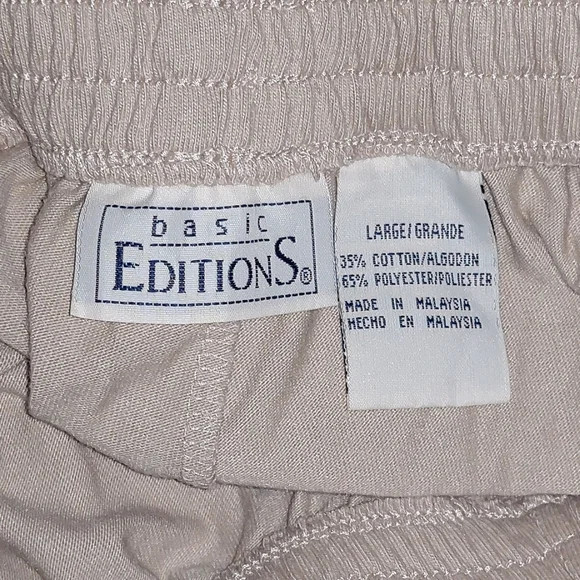 basic
EDITIONS®
LARGE/GRANDE
35% COTTON/ALGODON
65% POLYESTER/POLIESTER
MADE IN MALAYSIA
HECHO EN MALAYSIA